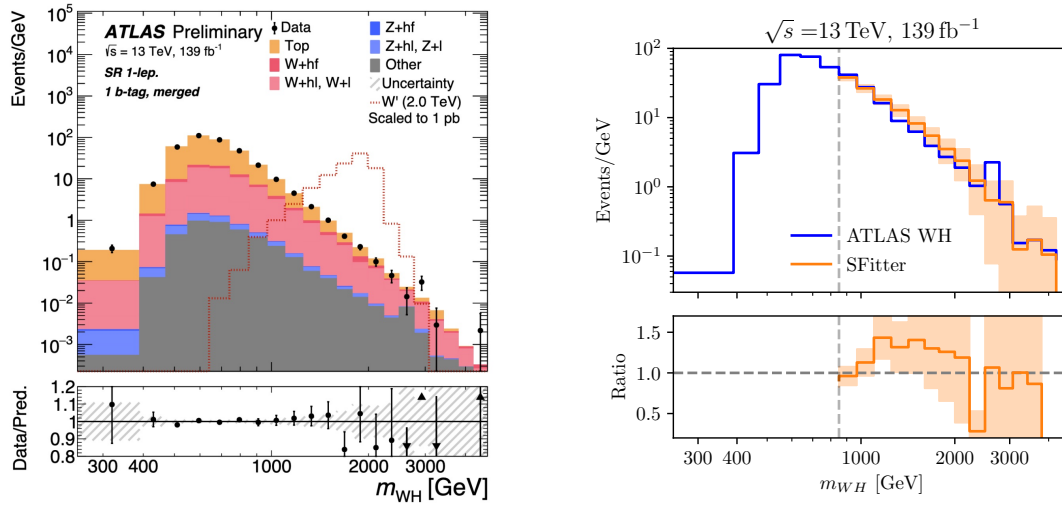 ATLAS Preliminary
√s = 13 TeV, 139 fb⁻¹
SR 1-lep.
1 b-tag, merged
Data
Top
W+hf
W+hl, W+l
Z+hf
Z+hl, Z+l
Other
Uncertainty
W' (2.0 TeV)
Scaled to 1 pb
Events/GeV
10⁵
10⁴
10³
10²
10
1
10⁻¹
10⁻²
10⁻³
Data/Pred.
1.2
1.1
1
0.9
0.8
300
400
1000
2000
3000
m_WH [GeV]
√s =13 TeV, 139 fb⁻¹
Events/GeV
10²
10¹
10⁰
10⁻¹
ATLAS WH
SFitter
Ratio
1.5
1.0
0.5
300
400
1000
2000
3000
m_WH [GeV]